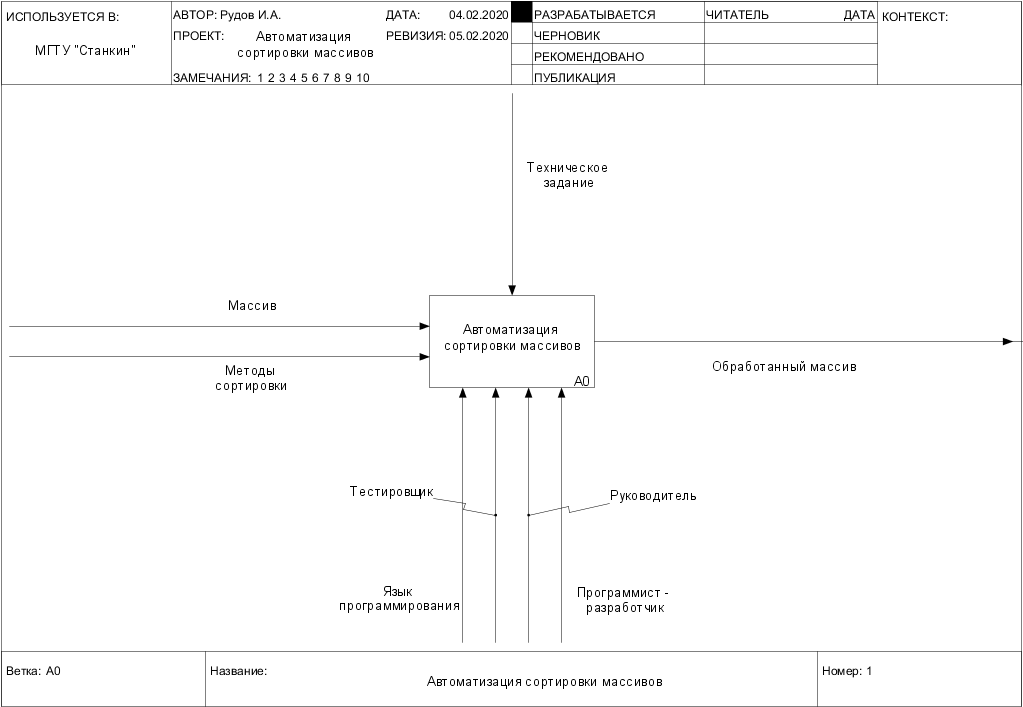 ИСПОЛЬЗУЕТСЯ В:
МГТУ "Станкин"
АВТОР: Рудов И.А.
ДАТА: 04.02.2020
ПРОЕКТ: Автоматизация
сортировки массивов
РЕВИЗИЯ: 05.02.2020
ЗАМЕЧАНИЯ: 1 2 3 4 5 6 7 8 9 10
РАЗРАБАТЫВАЕТСЯ
ЧЕРНОВИК
РЕКОМЕНДОВАНО
ПУБЛИКАЦИЯ
ЧИТАТЕЛЬ ДАТА
КОНТЕКСТ:
Техническое
задание
Массив
Методы
сортировки
Автоматизация
сортировки массивов
A0
Обработанный массив
Тестировщик
Руководитель
Язык
программирования
Программист -
разработчик
Ветка: A0
Название:
Автоматизация сортировки массивов
Номер: 1